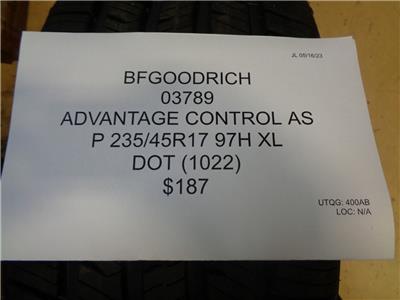 JL 05/16/23
BFGOODRICH
03789
ADVANTAGE CONTROL AS
P 235/45R17 97H XL
DOT (1022)
$187
UTQG: 400AB
LOC: N/A